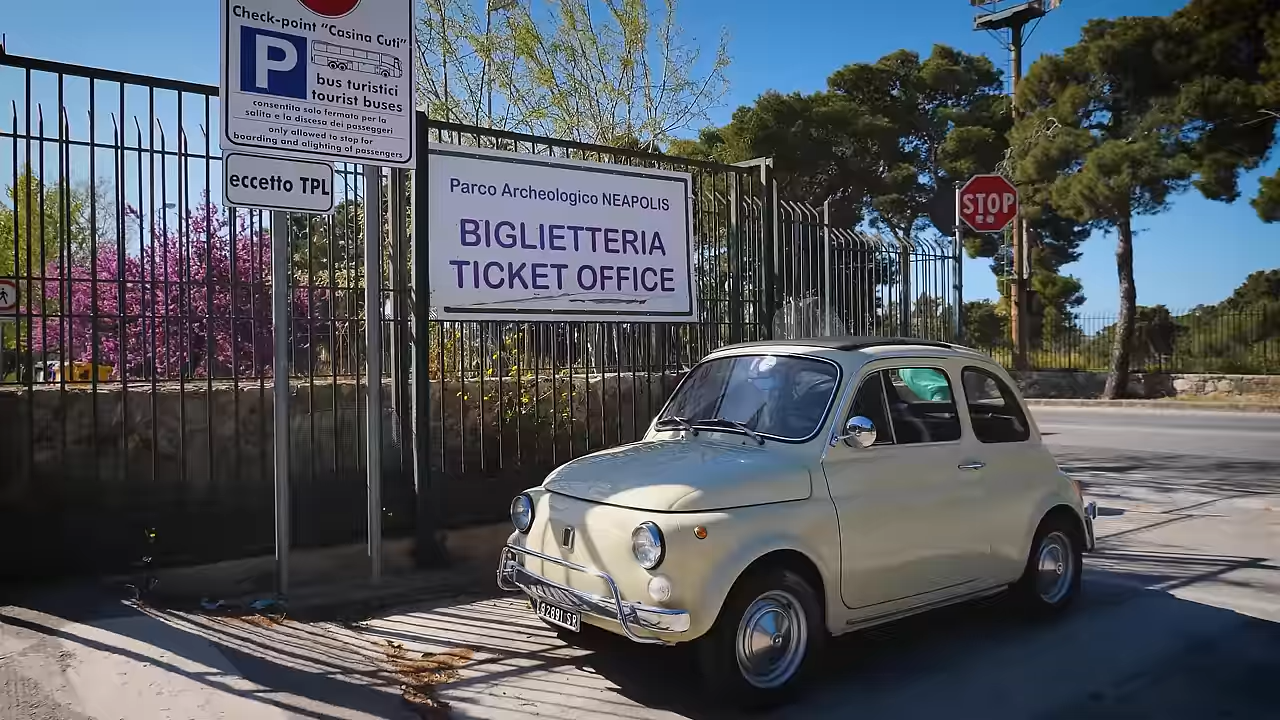 Check-point "Casina Cuti"
P
bus turistici
tourist buses
consentita solo fermata per la
salita e la discesa dei passeggeri
only allowed to stop for
boarding and alighting of passengers
eccetto TPL
Parco Archeologico NEAPOLIS
BIGLIETTERIA
TICKET OFFICE
STOP